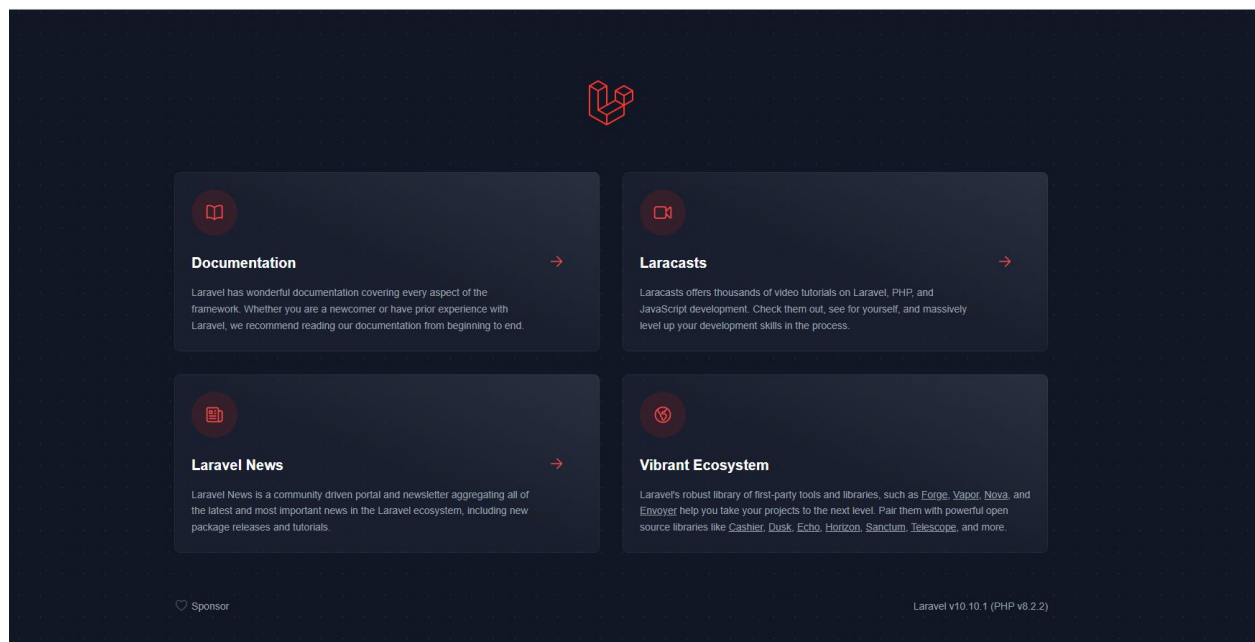 Documentation
Laravel has wonderful documentation covering every aspect of the
framework. Whether you are a newcomer or have prior experience with
Laravel, we recommend reading our documentation from beginning to end.
Laracasts
Laracasts offers thousands of video tutorials on Laravel, PHP, and
JavaScript development. Check them out, see for yourself, and massively
level up your development skills in the process.
Laravel News
Laravel News is a community driven portal and newsletter aggregating all of
the latest and most important news in the Laravel ecosystem, including new
package releases and tutorials.
Vibrant Ecosystem
Laravel's robust library of first-party tools and libraries, such as Forge, Vapor, Nova, and
Envoyer help you take your projects to the next level. Pair them with powerful open
source libraries like Cashier, Dusk, Echo, Horizon, Sanctum, Telescope, and more.
Sponsor
Laravel v10.10.1 (PHP v8.2.2)